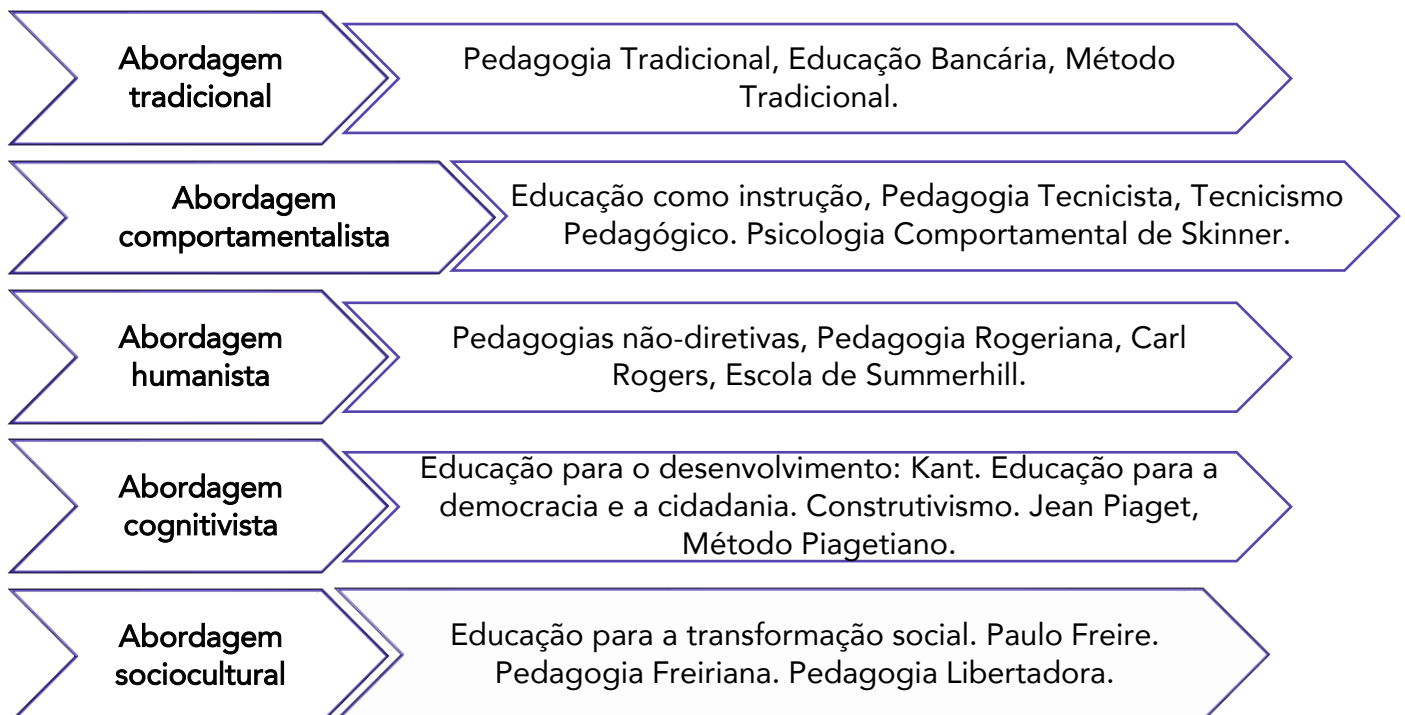 Abordagem
tradicional
Pedagogia Tradicional, Educação Bancária, Método
Tradicional.
Abordagem
comportamentalista
Educação como instrução, Pedagogia Tecnicista, Tecnicismo
Pedagógico. Psicologia Comportamental de Skinner.
Abordagem
humanista
Pedagogias não-diretivas, Pedagogia Rogeriana, Carl
Rogers, Escola de Summerhill.
Abordagem
cognitivista
Educação para o desenvolvimento: Kant. Educação para a
democracia e a cidadania. Construtivismo. Jean Piaget,
Método Piagetiano.
Abordagem
sociocultural
Educação para a transformação social. Paulo Freire.
Pedagogia Freiriana. Pedagogia Libertadora.